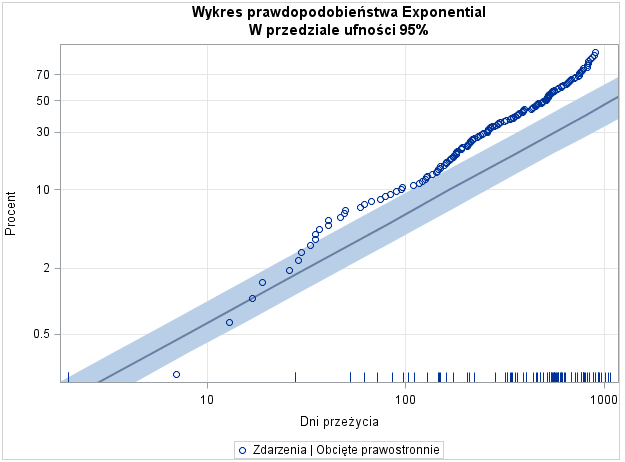 Wykres prawdopodobieństwa Exponential
W przedziale ufności 95%
Procent
70
50
30
10
2
0.5
10
100
1000
Dni przeżycia
Zdarzenia | Obcięte prawostronnie